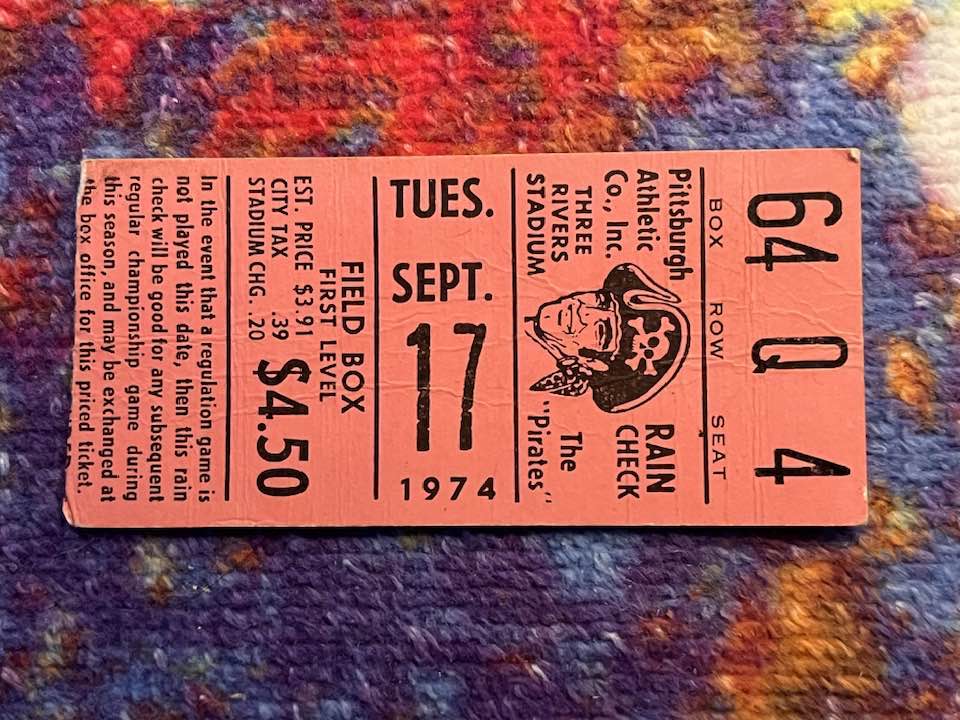 64 Q 4
BOX ROW SEAT
Pittsburgh
Athletic
Co., Inc.
THREE
RIVERS
STADIUM
RAIN
CHECK
The
"Pirates"
TUES.
SEPT.
17
1974
FIELD BOX
FIRST LEVEL
EST. PRICE $3.91
CITY TAX .39
STADIUM CHG. .20
$4.50
In the event that a regulation game is
not played this date, then this rain
check will be good for any subsequent
regular championship game during
this season, and may be exchanged at
the box office for this priced ticket.